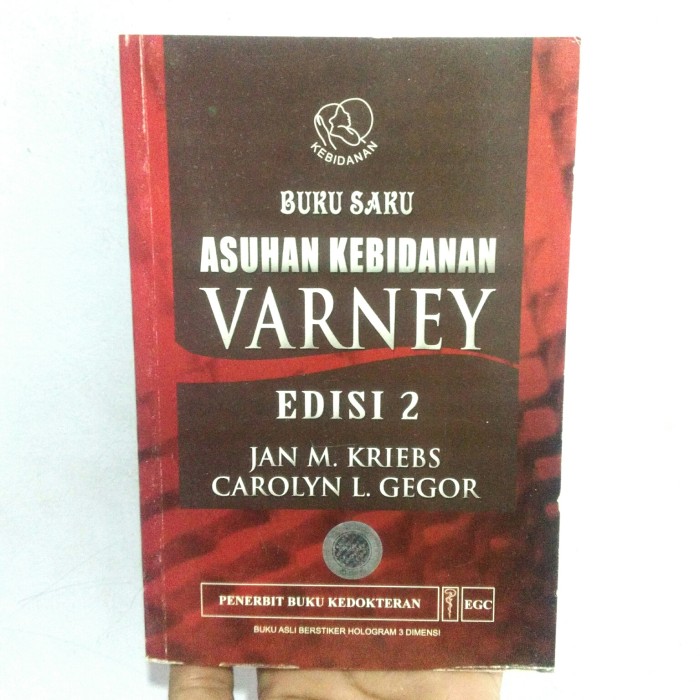 KEBIDANAN
BUKU SAKU
ASUHAN KEBIDANAN
VARNEY
EDISI 2
JAN M. KRIEBS
CAROLYN L. GEGOR
PENERBIT BUKU KEDOKTERAN EGC
BUKU ASLI BERSTIKER HOLOGRAM 3 DIMENSI